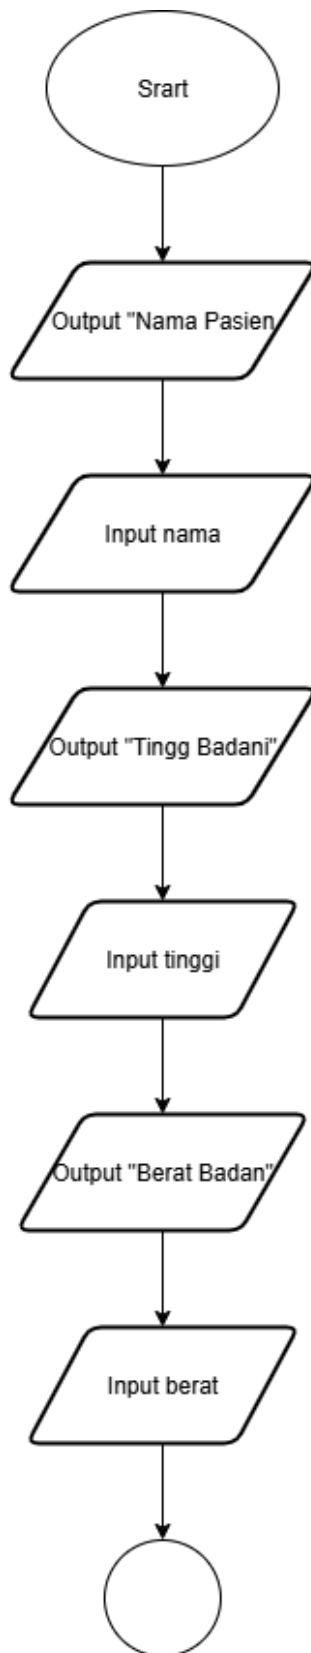 Srart
Output "Nama Pasien
Input nama
Output "Tingg Badani"
Input tinggi
Output "Berat Badan"
Input berat